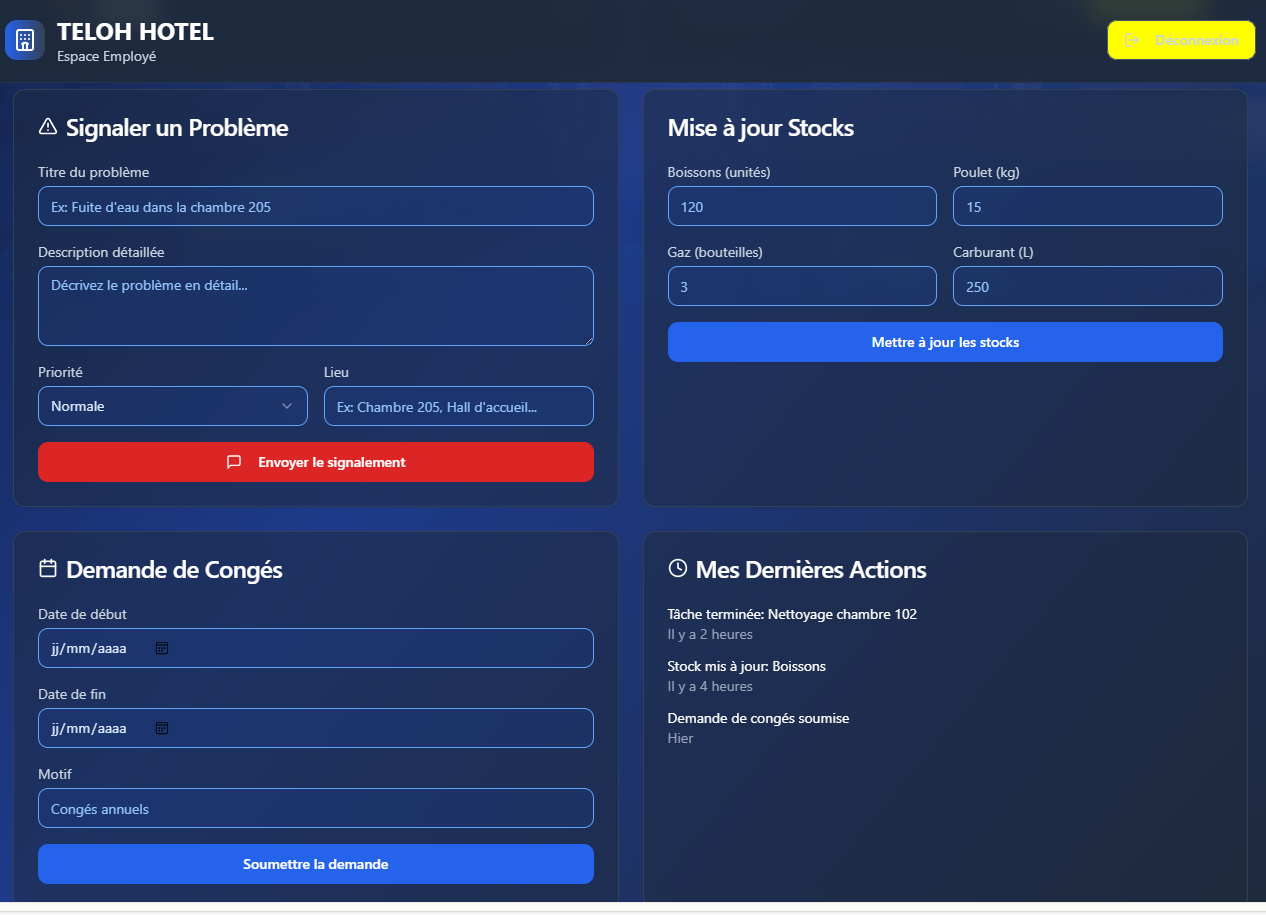 TELOH HOTEL
Espace Employé
Déconnexion
Signaler un Problème
Titre du problème
Ex: Fuite d'eau dans la chambre 205
Description détaillée
Décrivez le problème en détail...
Priorité
Lieu
Normale
Ex: Chambre 205, Hall d'accueil...
Envoyer le signalement
Mise à jour Stocks
Boissons (unités)
Poulet (kg)
120
15
Gaz (bouteilles)
Carburant (L)
3
250
Mettre à jour les stocks
Demande de Congés
Date de début
jj/mm/aaaa
Date de fin
jj/mm/aaaa
Motif
Congés annuels
Soumettre la demande
Mes Dernières Actions
Tâche terminée: Nettoyage chambre 102
Il y a 2 heures
Stock mis à jour: Boissons
Il y a 4 heures
Demande de congés soumise
Hier